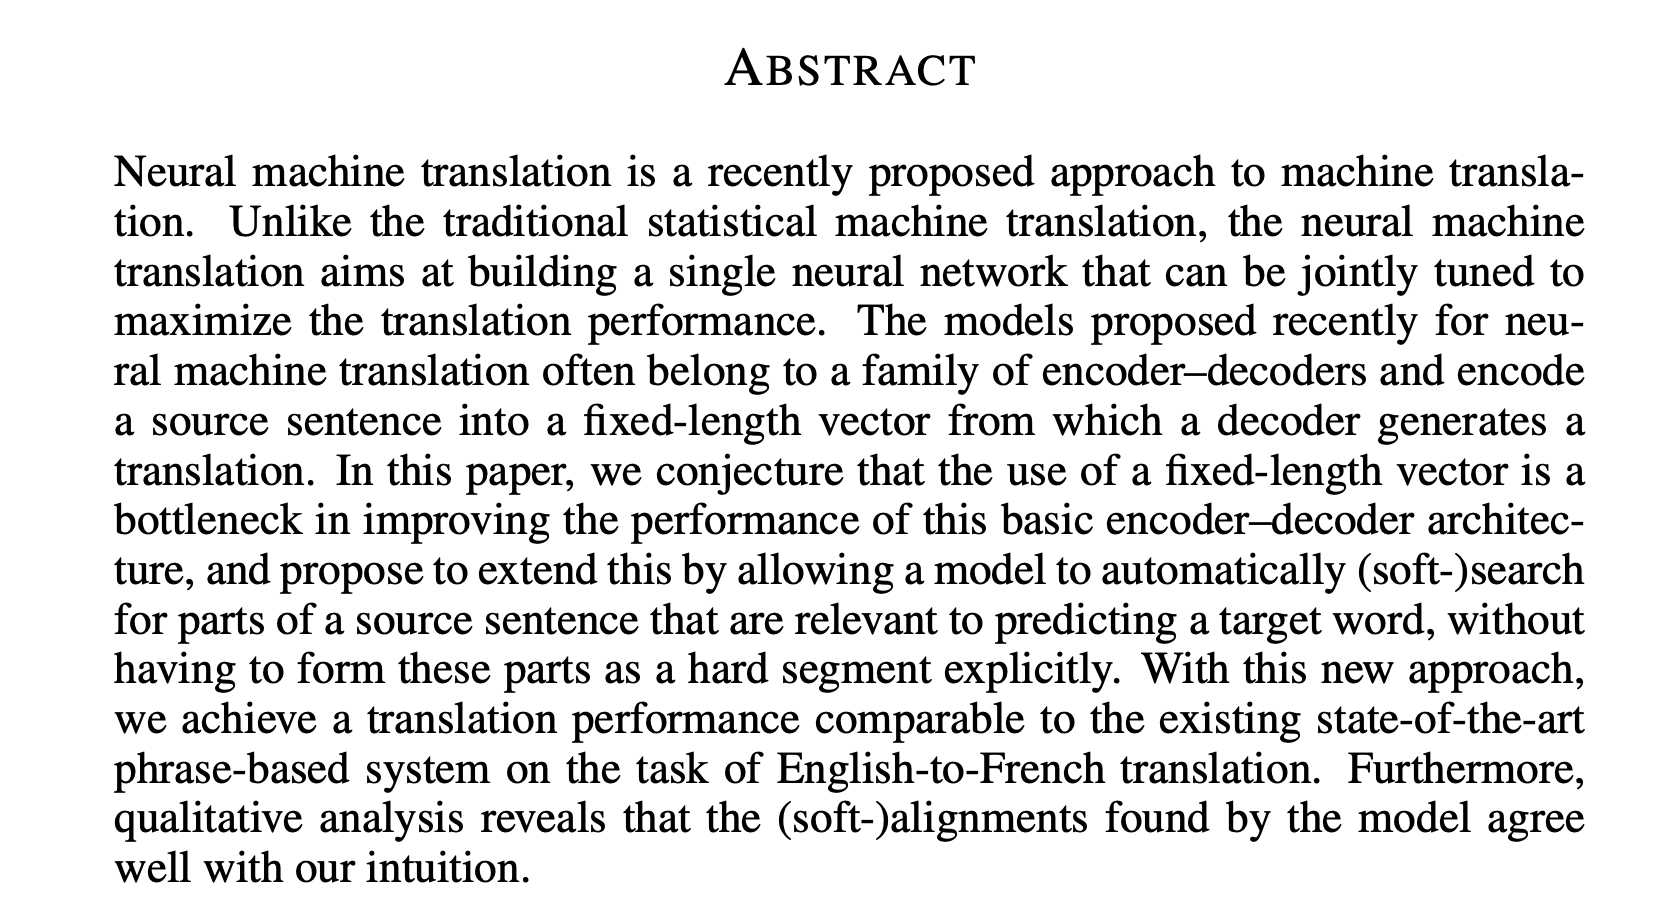 ABSTRACT
Neural machine translation is a recently proposed approach to machine transla-
tion. Unlike the traditional statistical machine translation, the neural machine
translation aims at building a single neural network that can be jointly tuned to
maximize the translation performance. The models proposed recently for neu-
ral machine translation often belong to a family of encoder–decoders and encode
a source sentence into a fixed-length vector from which a decoder generates a
translation. In this paper, we conjecture that the use of a fixed-length vector is a
bottleneck in improving the performance of this basic encoder–decoder architec-
ture, and propose to extend this by allowing a model to automatically (soft-)search
for parts of a source sentence that are relevant to predicting a target word, without
having to form these parts as a hard segment explicitly. With this new approach,
we achieve a translation performance comparable to the existing state-of-the-art
phrase-based system on the task of English-to-French translation. Furthermore,
qualitative analysis reveals that the (soft-)alignments found by the model agree
well with our intuition.